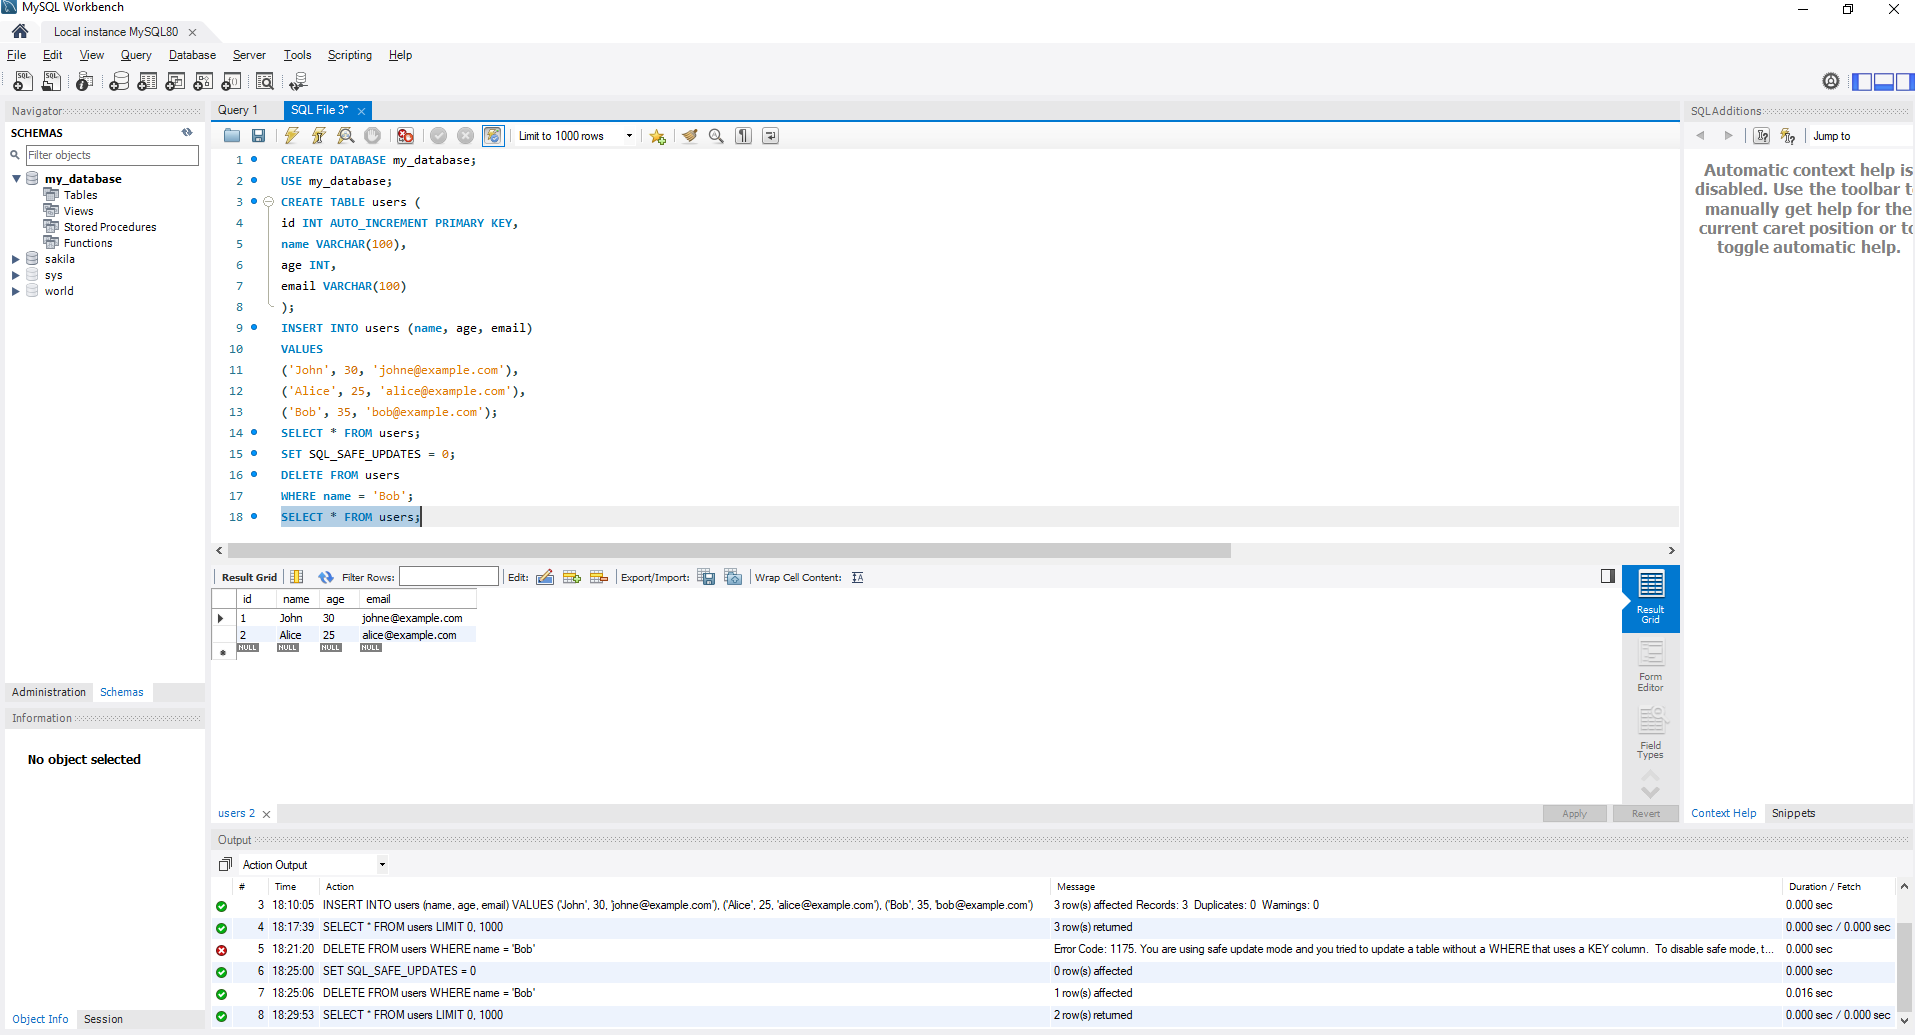 MySQL Workbench
Local instance MySQL80
File Edit View Query Database Server Tools Scripting Help
Navigator
SCHEMAS
Filter objects
my_database
Tables
Views
Stored Procedures
Functions
sakila
sys
world
Administration Schemas
Information
No object selected
Object Info Session
Query 1 SQL File 3*
Limit to 1000 rows
1 CREATE DATABASE my_database;
2 USE my_database;
3 CREATE TABLE users (
4 id INT AUTO_INCREMENT PRIMARY KEY,
5 name VARCHAR(100),
6 age INT,
7 email VARCHAR(100)
8 );
9 INSERT INTO users (name, age, email)
10 VALUES
11 ('John', 30, 'johne@example.com'),
12 ('Alice', 25, 'alice@example.com'),
13 ('Bob', 35, 'bob@example.com');
14 SELECT * FROM users;
15 SET SQL_SAFE_UPDATES = 0;
16 DELETE FROM users
17 WHERE name = 'Bob';
18 SELECT * FROM users;
Result Grid Filter Rows: Edit: Export/Import: Wrap Cell Content:
id name age email
1 John 30 johne@example.com
2 Alice 25 alice@example.com
NULL NULL NULL NULL
Result
Grid
Form
Editor
Field
Types
users 2
Apply Revert
SQLAdditions
Jump to
Automatic context help is
disabled. Use the toolbar t
manually get help for the
current caret position or to
toggle automatic help.
Context Help Snippets
Output
Action Output
# Time Action Message Duration / Fetch
3 18:10:05 INSERT INTO users (name, age, email) VALUES ('John', 30, 'johne@example.com'), ('Alice', 25, 'alice@example.com'), ('Bob', 35, 'bob@example.com') 3 row(s) affected Records: 3 Duplicates: 0 Warnings: 0 0.000 sec
4 18:17:39 SELECT * FROM users LIMIT 0, 1000 3 row(s) returned 0.000 sec / 0.000 sec
5 18:21:20 DELETE FROM users WHERE name = 'Bob' Error Code: 1175. You are using safe update mode and you tried to update a table without a WHERE that uses a KEY column. To disable safe mode, t... 0.000 sec
6 18:25:00 SET SQL_SAFE_UPDATES = 0 0 row(s) affected 0.000 sec
7 18:25:06 DELETE FROM users WHERE name = 'Bob' 1 row(s) affected 0.016 sec
8 18:29:53 SELECT * FROM users LIMIT 0, 1000 2 row(s) returned 0.000 sec / 0.000 sec